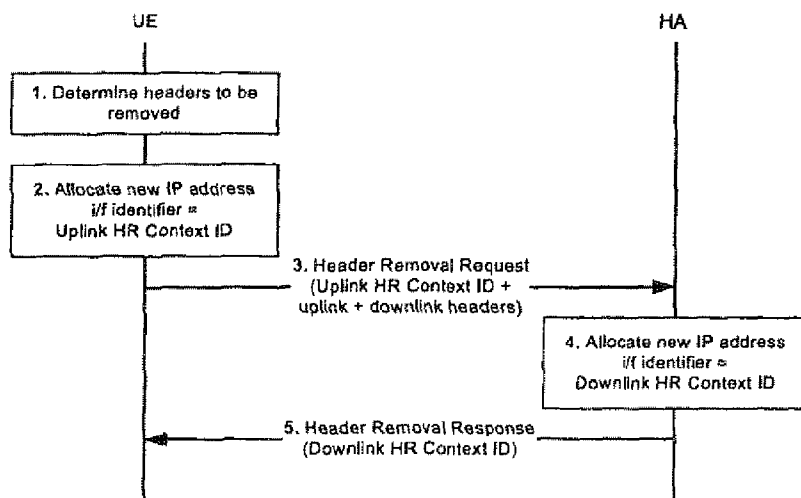 UE
HA
1. Determine headers to be
removed
2. Allocate new IP address
i/f identifier =
Uplink HR Context ID
3. Header Removal Request
(Uplink HR Context ID +
uplink + downlink headers)
4. Allocate new IP address
i/f identifier =
Downlink HR Context ID
5. Header Removal Response
(Downlink HR Context ID)